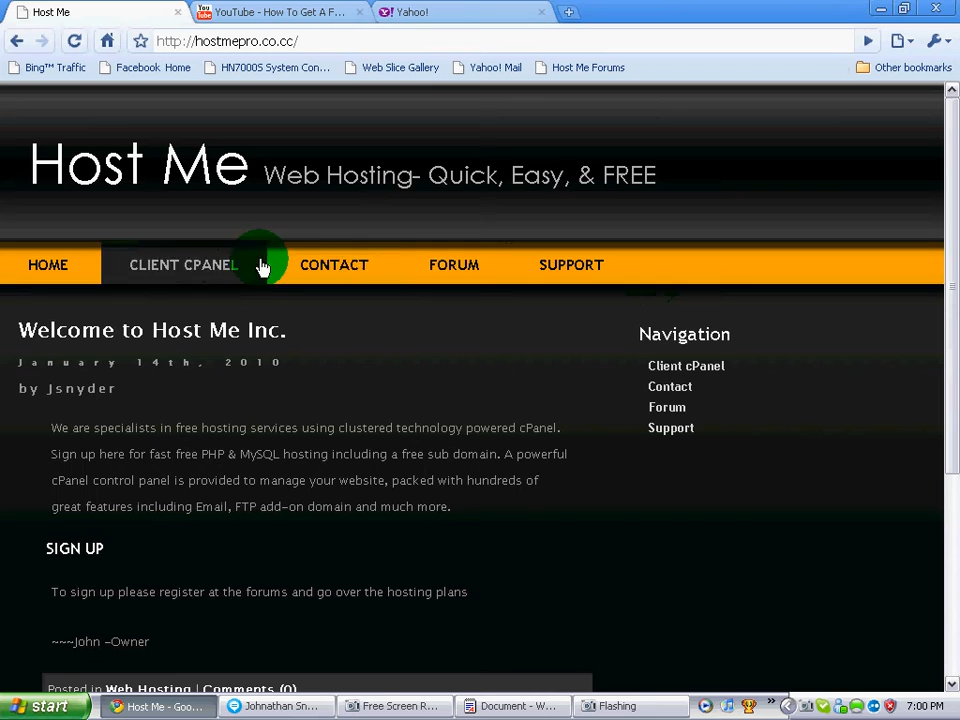 Host Me
YouTube - How To Get A F...
Yahoo!
http://hostmepro.co.cc/
Bing™ Traffic
Facebook Home
HN7000S System Con...
Web Slice Gallery
Yahoo! Mail
Host Me Forums
Other bookmarks
Host Me Web Hosting- Quick, Easy, & FREE
HOME
CLIENT CPANEL
CONTACT
FORUM
SUPPORT
Welcome to Host Me Inc.
January 14th, 2010
by Jsnyder
We are specialists in free hosting services using clustered technology powered cPanel.
Sign up here for fast free PHP & MySQL hosting including a free sub domain. A powerful
cPanel control panel is provided to manage your website, packed with hundreds of
great features including Email, FTP add-on domain and much more.
SIGN UP
To sign up please register at the forums and go over the hosting plans
~~~John -Owner
Posted in Web Hosting | Comments (0)
Navigation
Client cPanel
Contact
Forum
Support
start
Host Me - Goo...
Johnathan Sn...
Free Screen R...
Document - W...
Flashing
7:00 PM